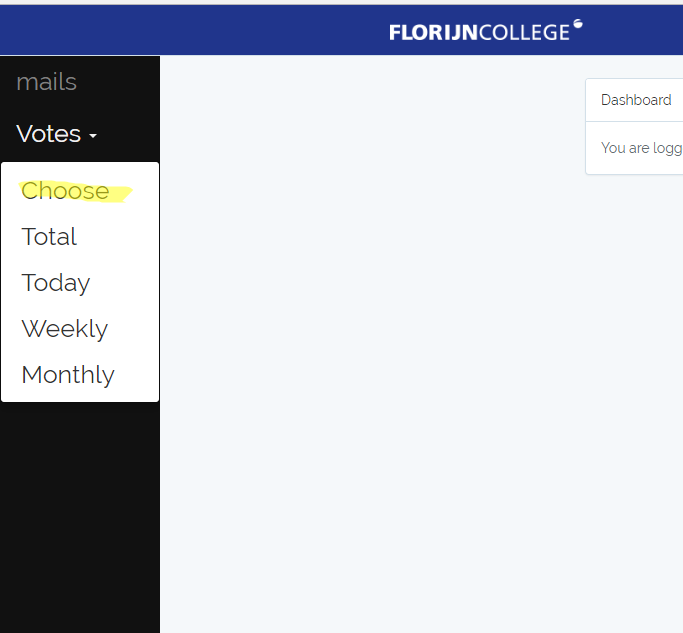 FLORIJNCOLLEGE
mails
Votes
Choose
Total
Today
Weekly
Monthly
Dashboard
You are logg